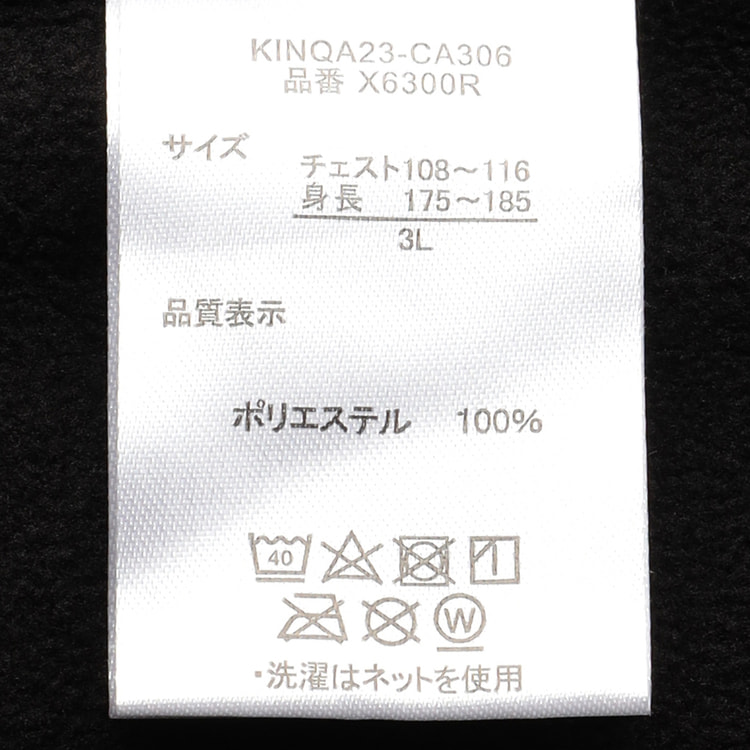 KINQA23-CA306
品番 X6300R
サイズ
チェスト108～116
身長 175～185
3L
品質表示
ポリエステル 100%
40
W
・洗濯はネットを使用